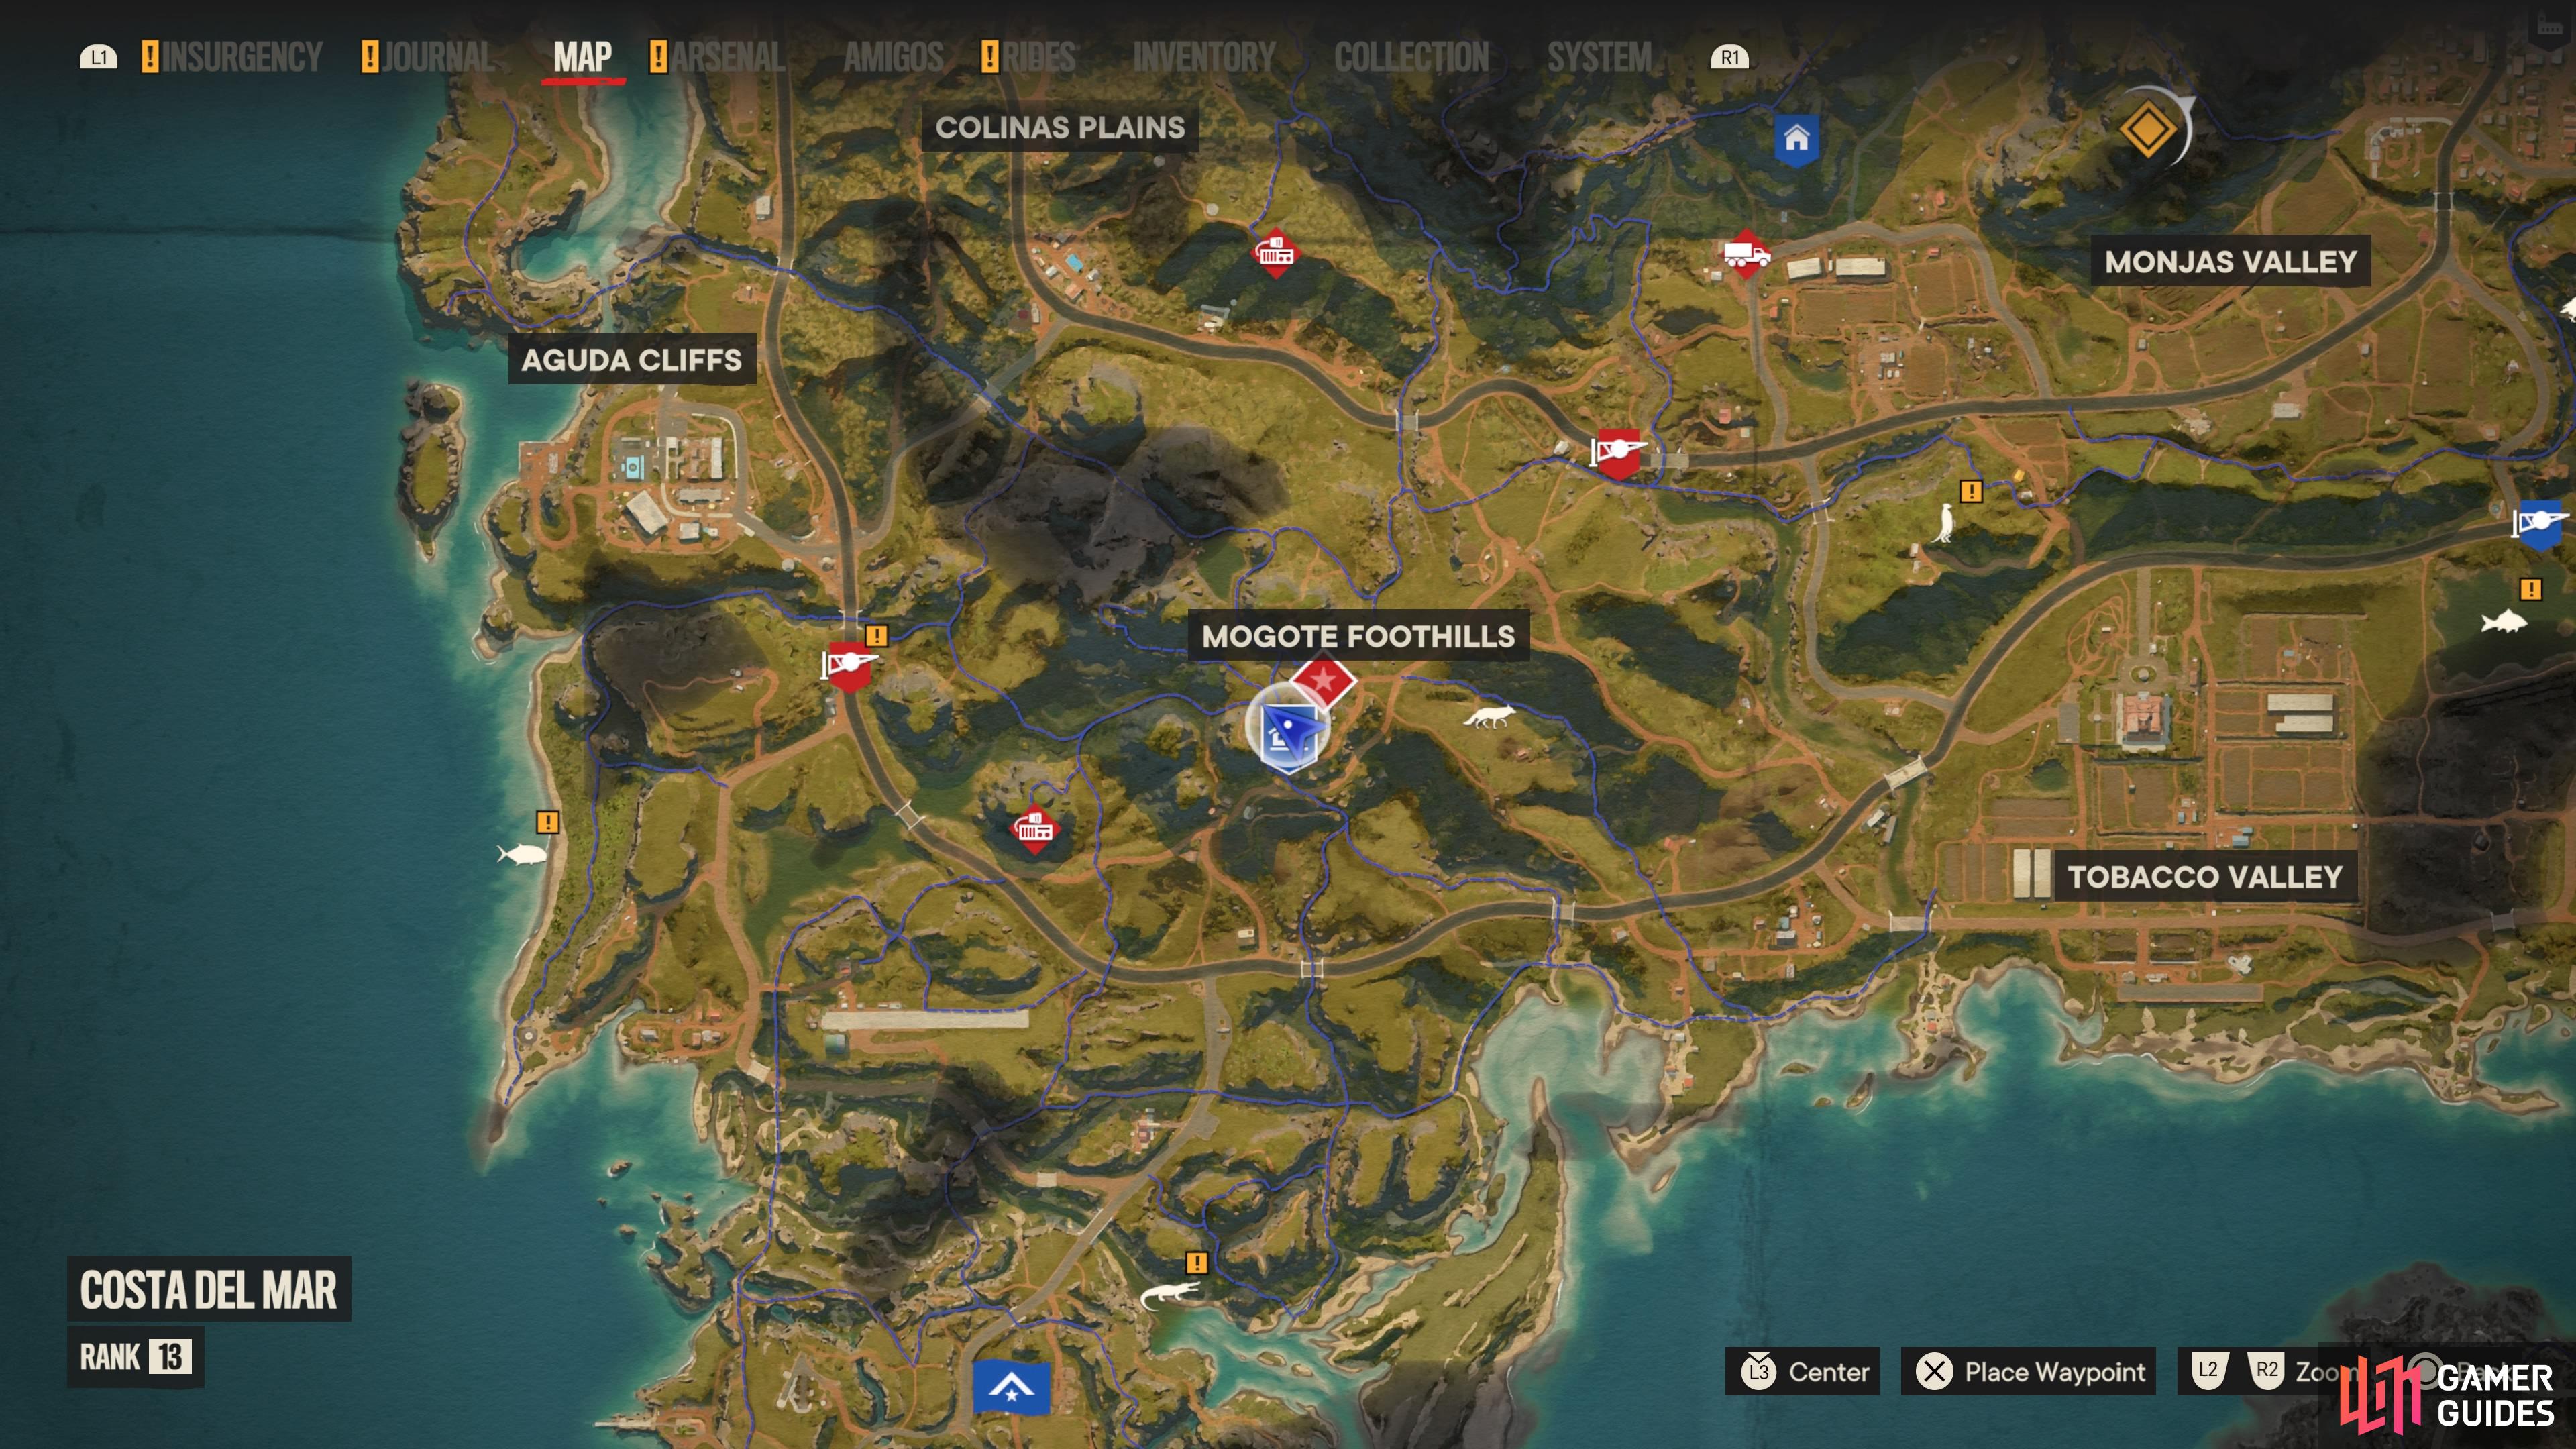 L1 ! INSURGENCY ! JOURNAL MAP ! ARSENAL AMIGOS ! RIDES INVENTORY COLLECTION SYSTEM R1
COLINAS PLAINS
MONJAS VALLEY
AGUDA CLIFFS
!
!
MOGOTE FOOTHILLS
!
!
TOBACCO VALLEY
!
COSTA DEL MAR
RANK 13
L3 Center Place Waypoint L2 R2 Zoom
GAMER
GUIDES